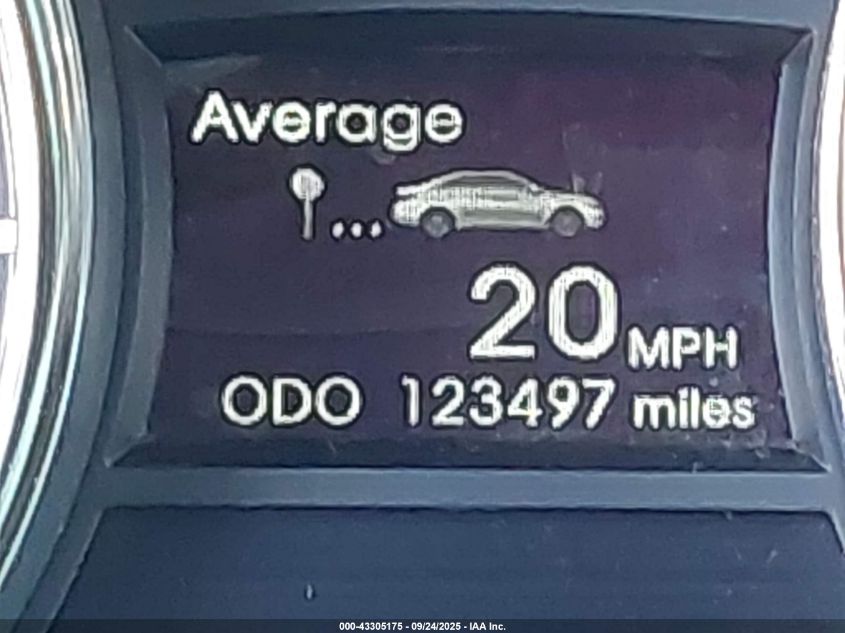 Average
20 MPH
ODO 123497 miles
000-43305175 - 09/24/2025 - IAA Inc.